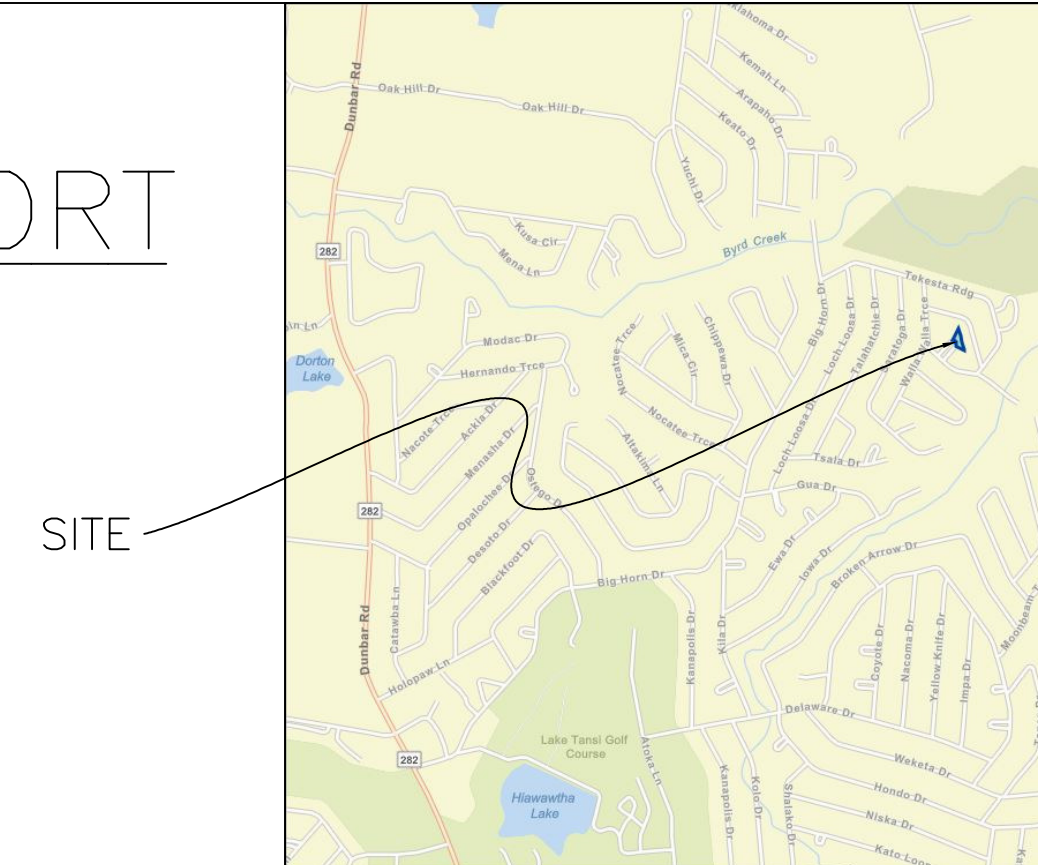 ORT
SITE
Dunbar Rd
Oak Hill Dr
Oak Hill Dr
Kemah Ln
Arapaho Dr
Keato Dr
Yuchi Dr
Kusa Cir
Mena Ln
Byrd Creek
282
Tekesta Rdg
Dorton
Lake
Modac Dr
Hernando Trce
Nocatee Trce
Mica Cir
Chippewa Dr
Big Horn Dr
Loch Loosa Dr
Talahatchie Dr
Saratoga Dr
Walla Walla Trce
Nacote Trce
Ackia Dr
Menasha Dr
Opalochee Dr
Desoto Dr
Blackfoot Dr
Nocatee Trce
Altakima Ln
Loch Loosa Dr
Tsala Dr
Gua Dr
282
Ewa Dr
Iowa Dr
Broken Arrow Dr
Big Horn Dr
Catawba Ln
Dunbar Rd
Holopaw Ln
Kanapolis Dr
Kila Dr
Coyote Dr
Nacoma Dr
Yellow Knife Dr
Impa Dr
Delaware Dr
Lake Tansi Golf
Course
282
Atoka Ln
Weketa Dr
Hiawawtha
Lake
Kanapolis Dr
Kolo Dr
Shalako Dr
Hondo Dr
Niska Dr